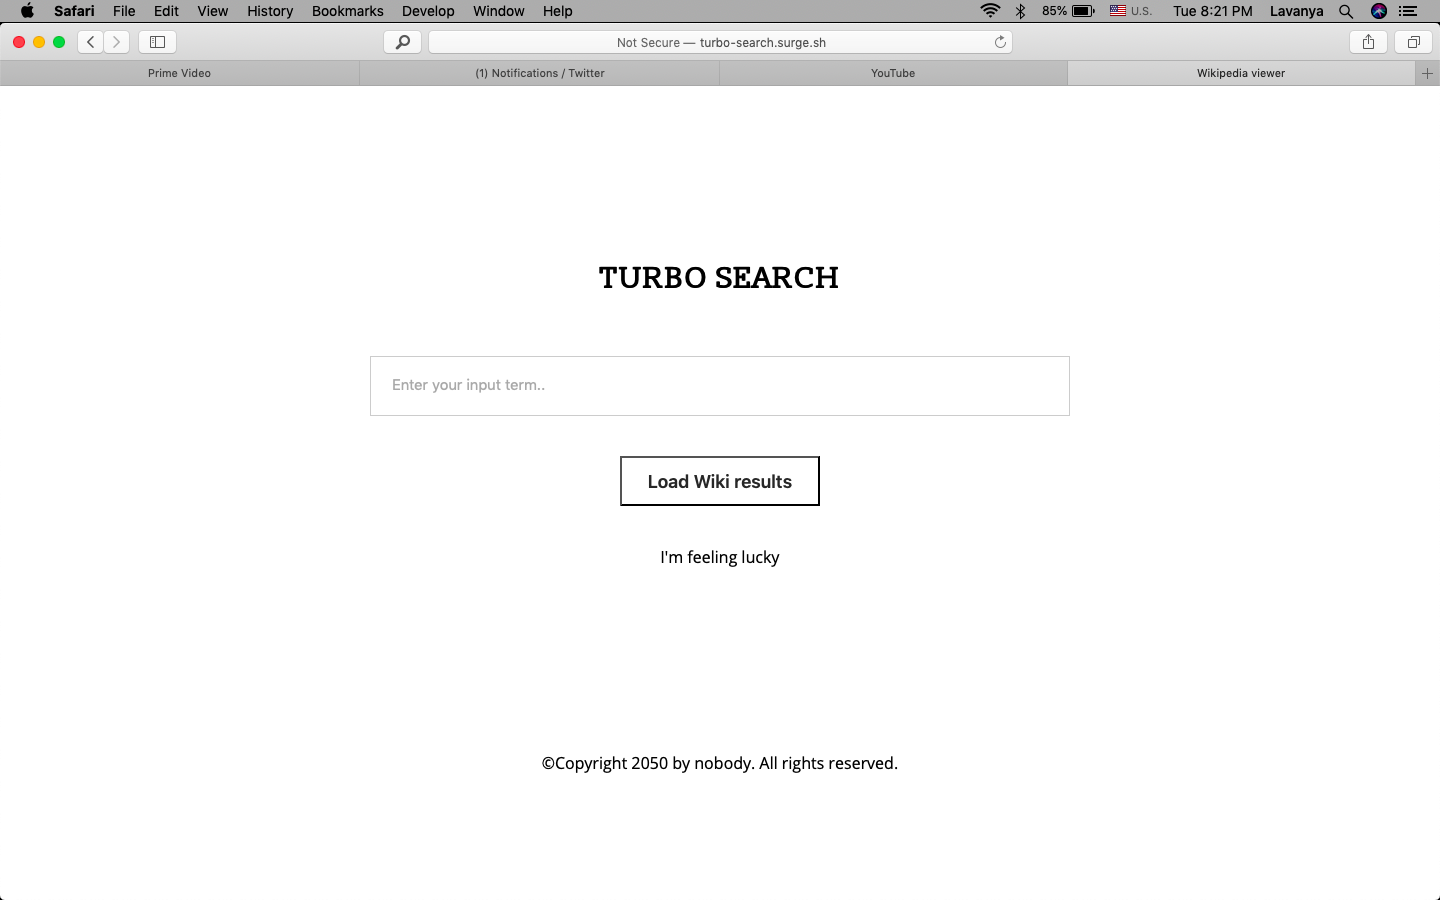 Safari File Edit View History Bookmarks Develop Window Help 85% U.S. Tue 8:21 PM Lavanya
Not Secure — turbo-search.surge.sh
Prime Video (1) Notifications / Twitter YouTube Wikipedia viewer
TURBO SEARCH
Enter your input term..
Load Wiki results
I'm feeling lucky
©Copyright 2050 by nobody. All rights reserved.